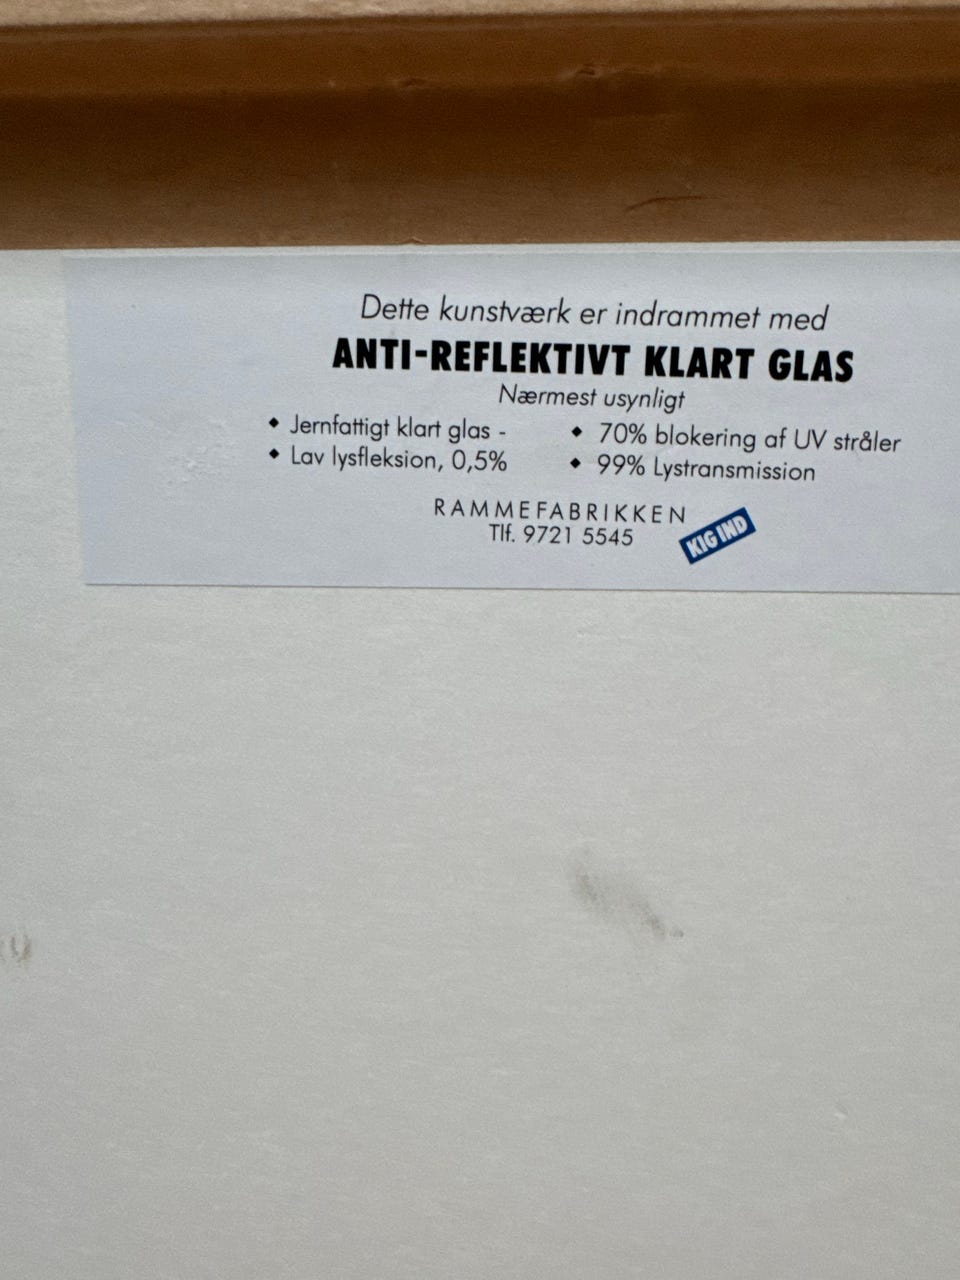 Dette kunstværk er indrammet med
ANTI-REFLEKTIVT KLART GLAS
Nærmest usynligt
◆ Jernfattigt klart glas -
◆ Lav lysfleksion, 0,5%
◆ 70% blokering af UV stråler
◆ 99% Lystransmission
RAMMEFABRIKKEN
Tlf. 9721 5545
KIG IND